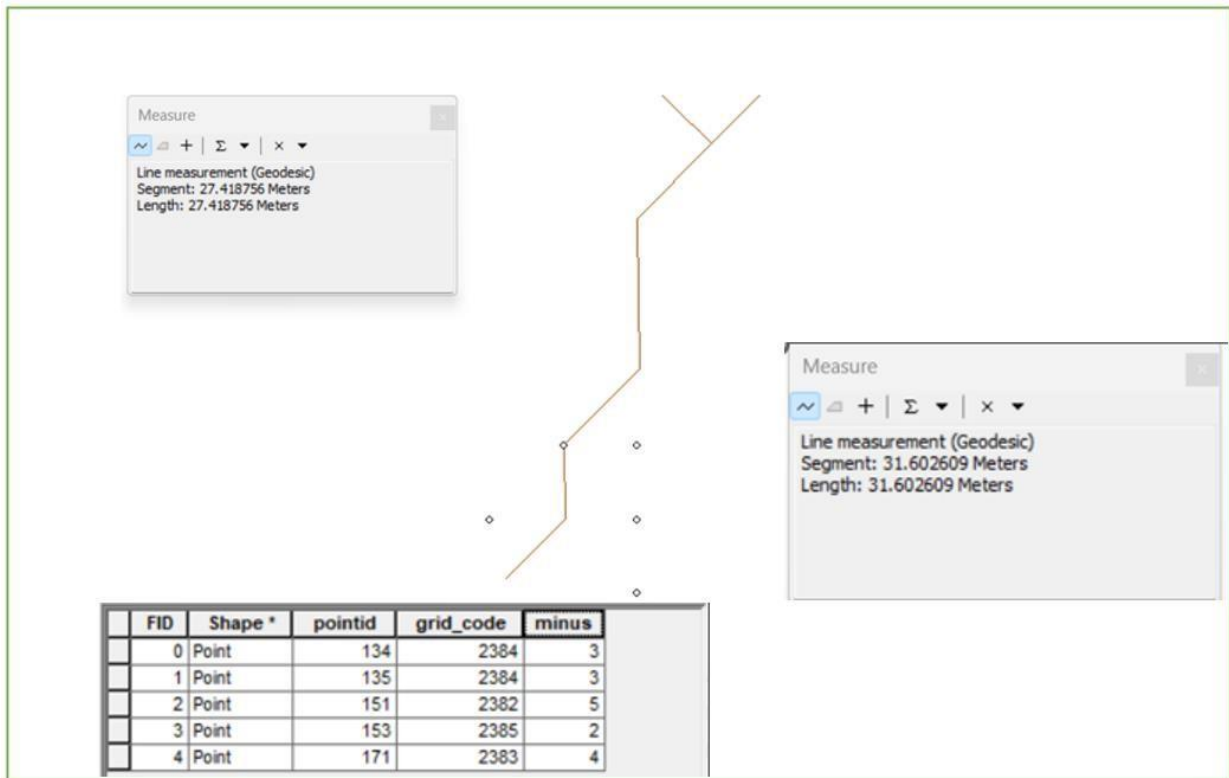 Measure
Σ
Line measurement (Geodesic)
Segment: 27.418756 Meters
Length: 27.418756 Meters
Measure
Σ
Line measurement (Geodesic)
Segment: 31.602609 Meters
Length: 31.602609 Meters
FID Shape * pointid grid_code minus
0 Point 134 2384 3
1 Point 135 2384 3
2 Point 151 2382 5
3 Point 153 2385 2
4 Point 171 2383 4